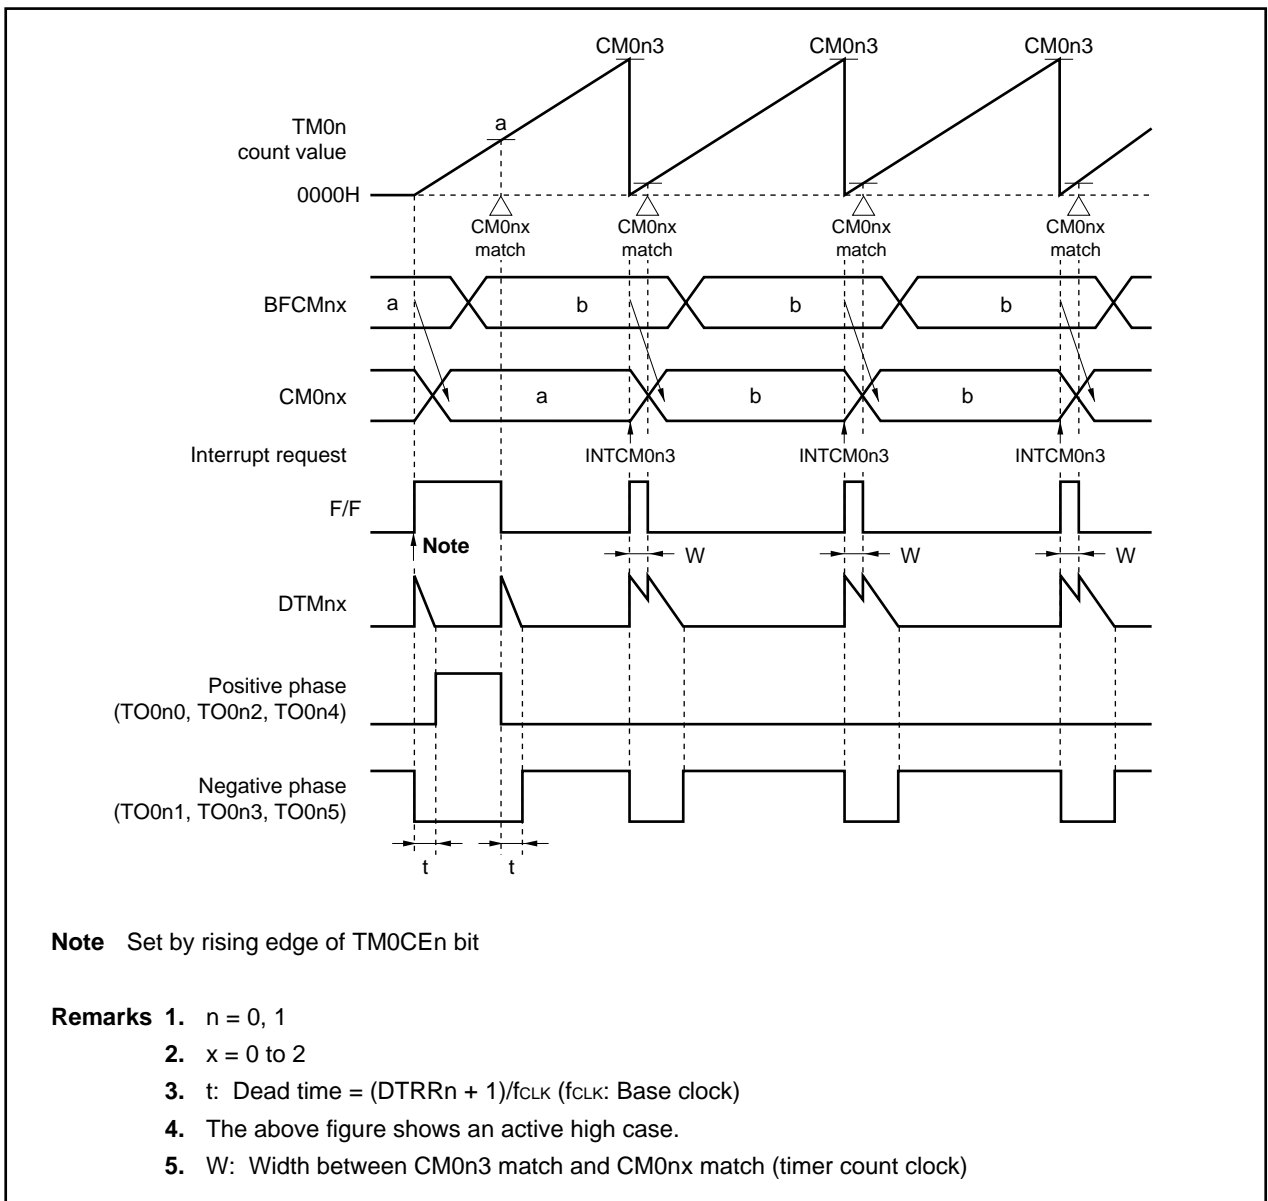 CM0n3 CM0n3 CM0n3
TM0n
count value
a
0000H
CM0nx
match
CM0nx
match
CM0nx
match
CM0nx
match
BFCMnx a b b b
CM0nx a b b
Interrupt request INTCM0n3 INTCM0n3 INTCM0n3
F/F
Note
W W W
DTMnx
Positive phase
(TO0n0, TO0n2, TO0n4)
Negative phase
(TO0n1, TO0n3, TO0n5)
t t
Note Set by rising edge of TM0CEn bit
Remarks 1. n = 0, 1
2. x = 0 to 2
3. t: Dead time = (DTRRn + 1)/fCLK (fCLK: Base clock)
4. The above figure shows an active high case.
5. W: Width between CM0n3 match and CM0nx match (timer count clock)